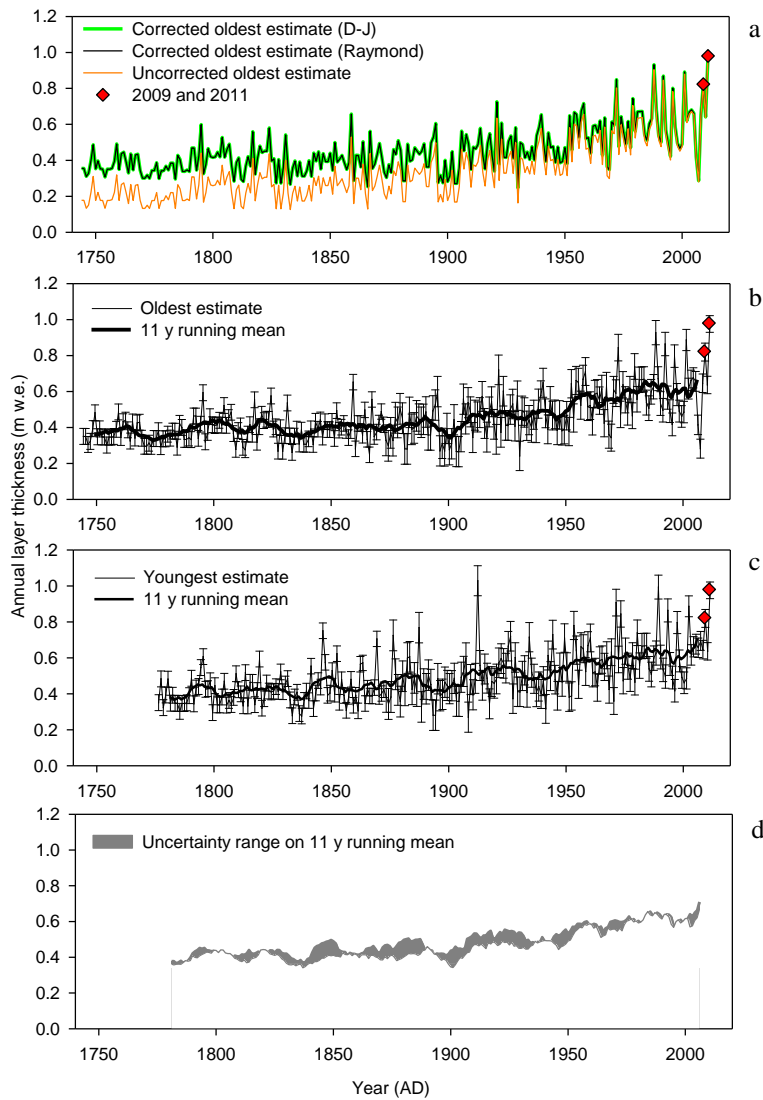 a
1.2
1.0
0.8
0.6
0.4
0.2
0.0
Corrected oldest estimate (D-J)
Corrected oldest estimate (Raymond)
Uncorrected oldest estimate
2009 and 2011
1750 1800 1850 1900 1950 2000
b
1.2
1.0
0.8
0.6
0.4
0.2
0.0
Oldest estimate
11 y running mean
1750 1800 1850 1900 1950 2000
Annual layer thickness (m w.e.)
c
1.2
1.0
0.8
0.6
0.4
0.2
0.0
Youngest estimate
11 y running mean
1750 1800 1850 1900 1950 2000
d
1.2
1.0
0.8
0.6
0.4
0.2
0.0
Uncertainty range on 11 y running mean
1750 1800 1850 1900 1950 2000
Year (AD)